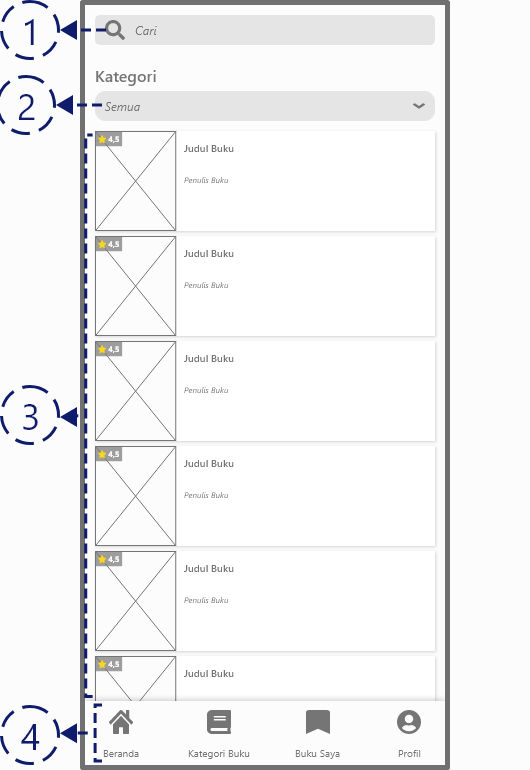 1
Cari
Kategori
2
Semua
4,5
Judul Buku
Penulis Buku
4,5
Judul Buku
Penulis Buku
4,5
Judul Buku
Penulis Buku
3
4,5
Judul Buku
Penulis Buku
4,5
Judul Buku
Penulis Buku
4,5
Judul Buku
4
Beranda Kategori Buku Buku Saya Profil